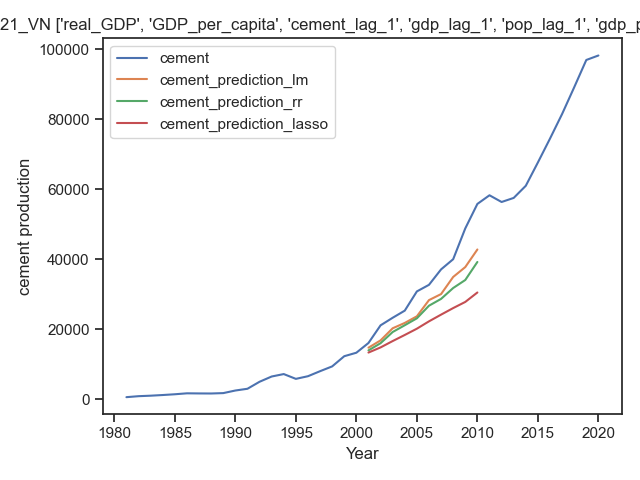 21_VN ['real_GDP', 'GDP_per_capita', 'cement_lag_1', 'gdp_lag_1', 'pop_lag_1', 'gdp_p
100000
80000
60000
40000
20000
0
cement production
cement
cement_prediction_lm
cement_prediction_rr
cement_prediction_lasso
1980 1985 1990 1995 2000 2005 2010 2015 2020
Year